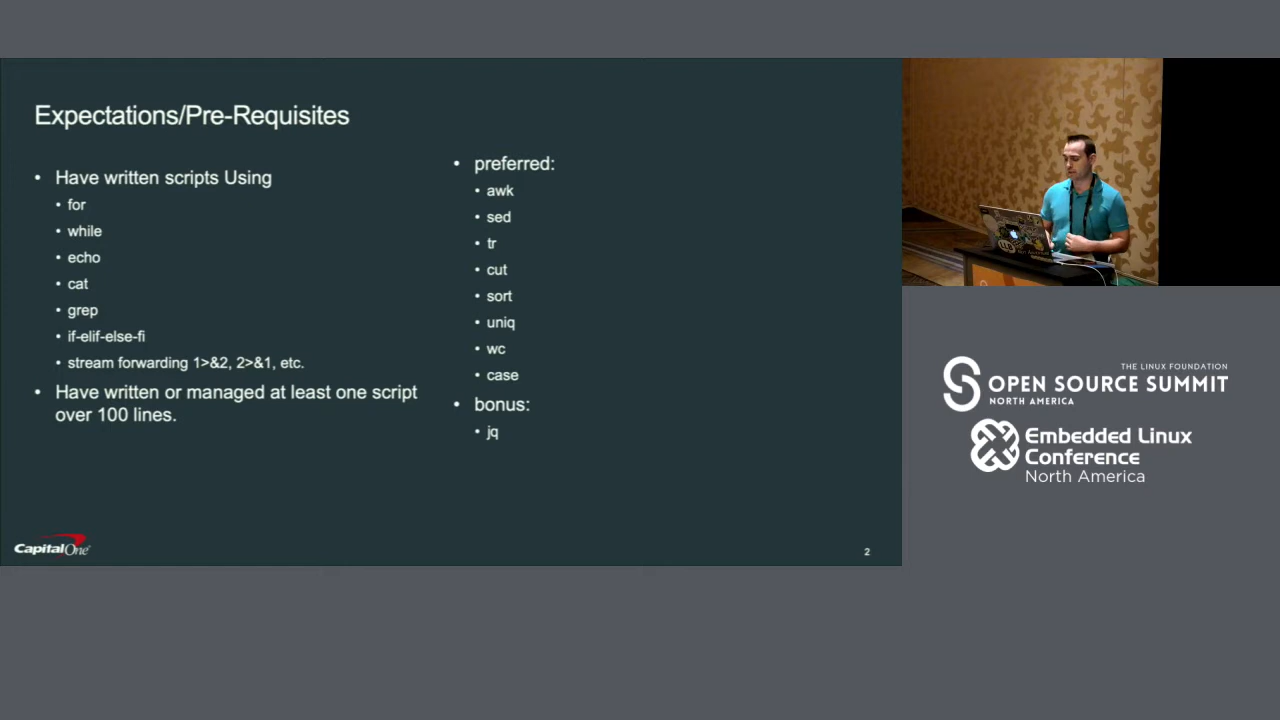 Expectations/Pre-Requisites
• Have written scripts Using
• for
• while
• echo
• cat
• grep
• if-elif-else-fi
• stream forwarding 1>&2, 2>&1, etc.
• Have written or managed at least one script
over 100 lines.
• preferred:
• awk
• sed
• tr
• cut
• sort
• uniq
• wc
• case
• bonus:
• jq
CapitalOne
2
THE LINUX FOUNDATION
OPEN SOURCE SUMMIT
NORTH AMERICA
Embedded Linux
Conference
North America